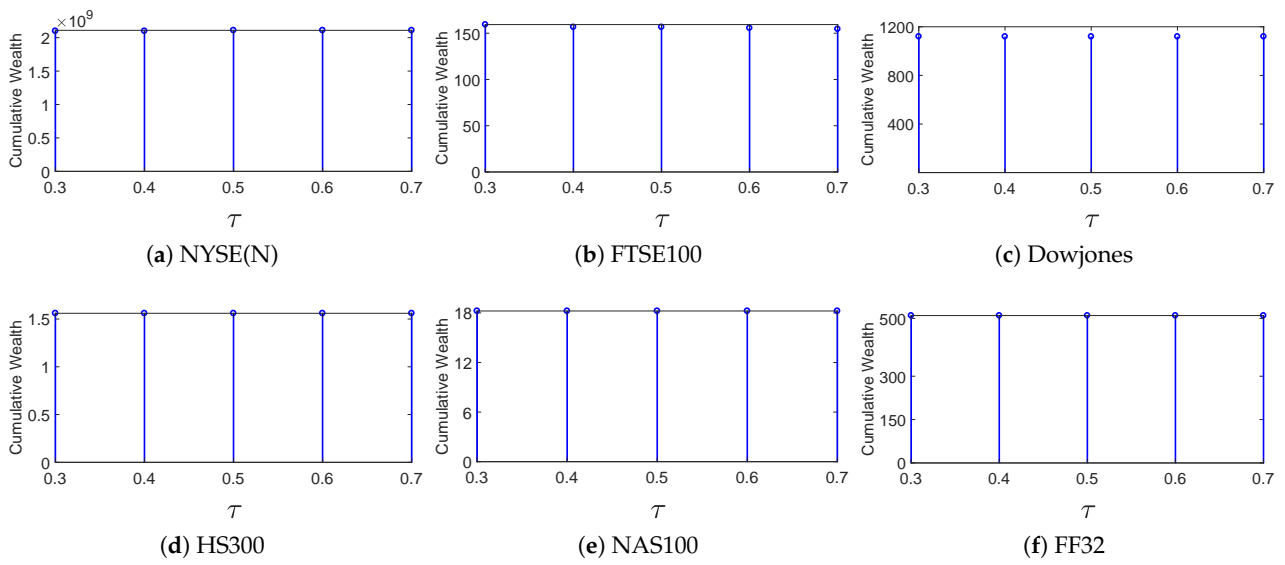 ×10⁹
Cumulative Wealth
2
1.5
1
0.5
0
0.3 0.4 0.5 0.6 0.7
τ
(a) NYSE(N)
Cumulative Wealth
150
100
50
0
0.3 0.4 0.5 0.6 0.7
τ
(b) FTSE100
Cumulative Wealth
1200
800
400
0.3 0.4 0.5 0.6 0.7
τ
(c) Dowjones
Cumulative Wealth
1.5
1
0.5
0
0.3 0.4 0.5 0.6 0.7
τ
(d) HS300
Cumulative Wealth
18
12
6
0
0.3 0.4 0.5 0.6 0.7
τ
(e) NAS100
Cumulative Wealth
500
300
150
0
0.3 0.4 0.5 0.6 0.7
τ
(f) FF32